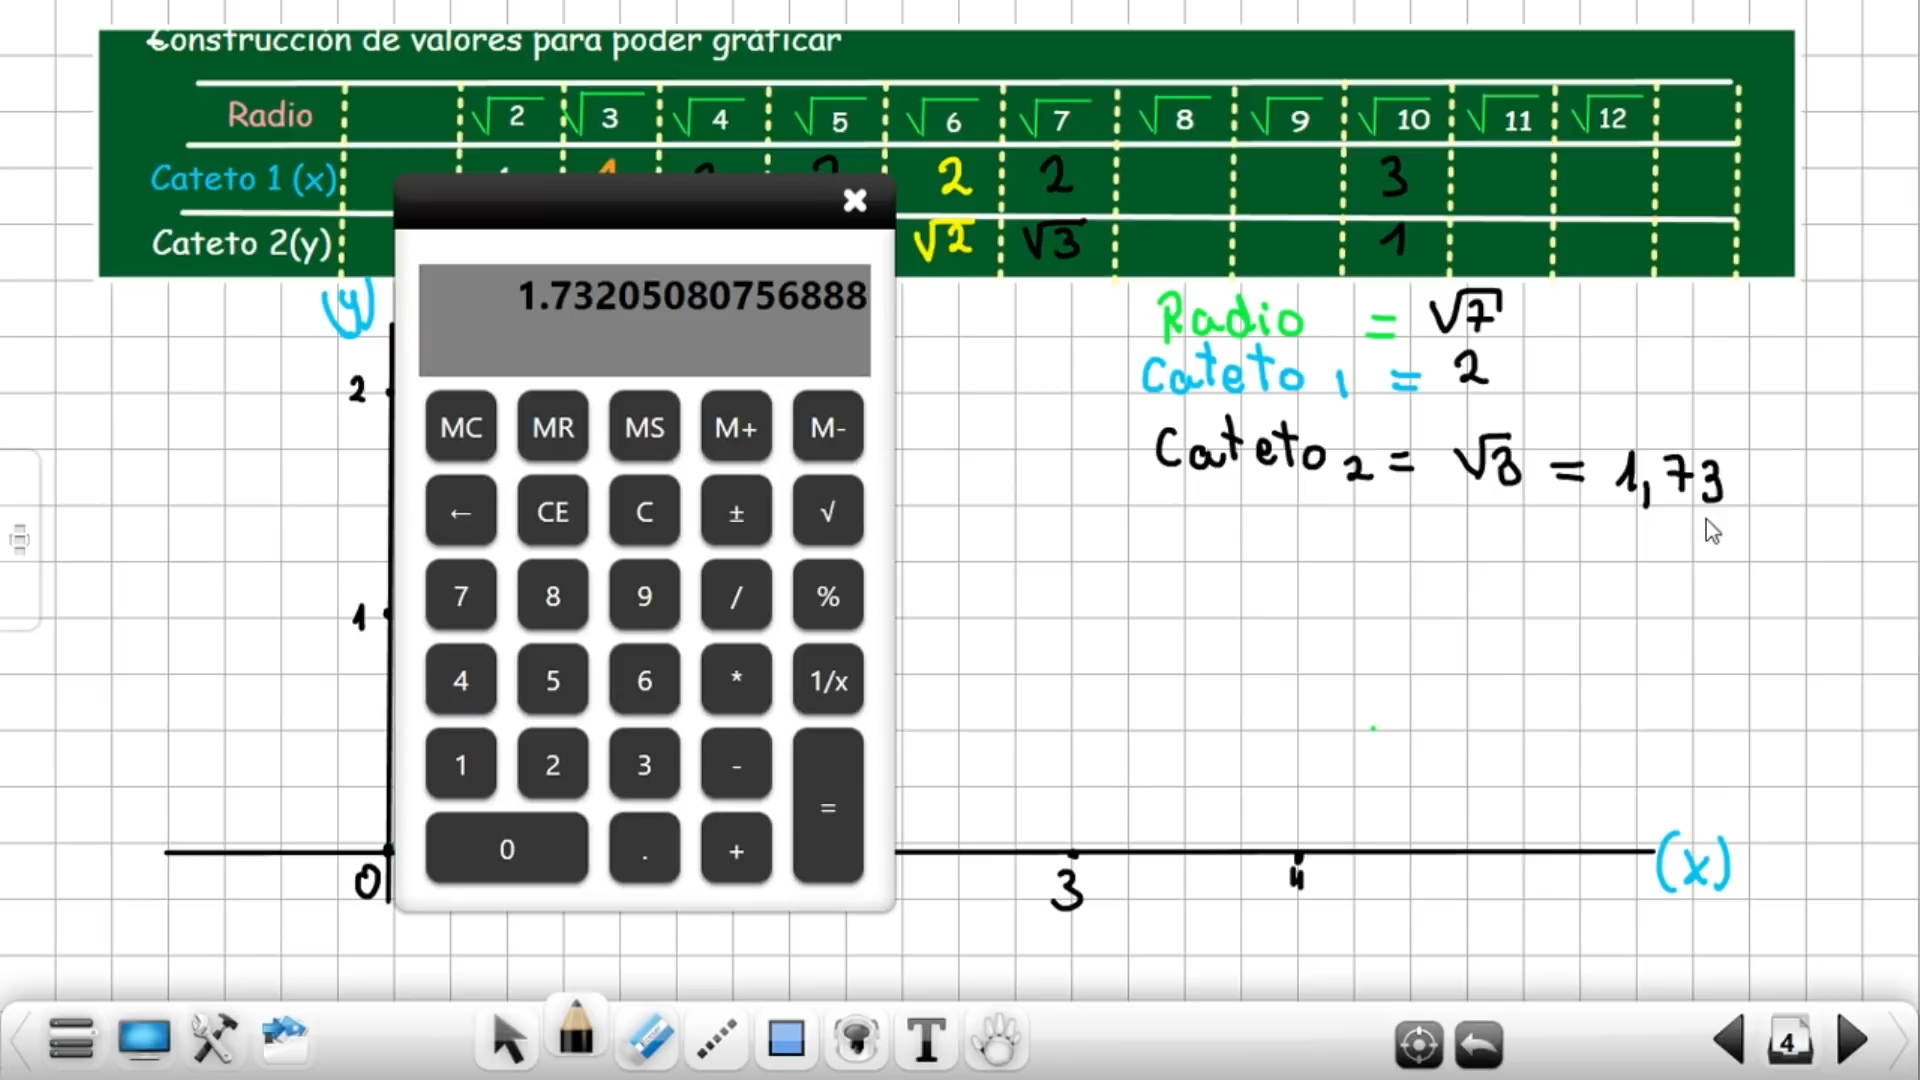 Construcción de valores para poder gráficar
Radio √2 √3 √4 √5 √6 √7 √8 √9 √10 √11 √12
Cateto 1 (x) 2 2 3
Cateto 2(y) √2 √3 1
(y)
1.73205080756888
Radio = √7
Cateto 1 = 2
Cateto 2 = √3 = 1,73
2
1
MC MR MS M+ M-
← CE C ± √
7 8 9 / %
4 5 6 * 1/x
1 2 3 -
0 . + =
0 3 4 (x)
T 4